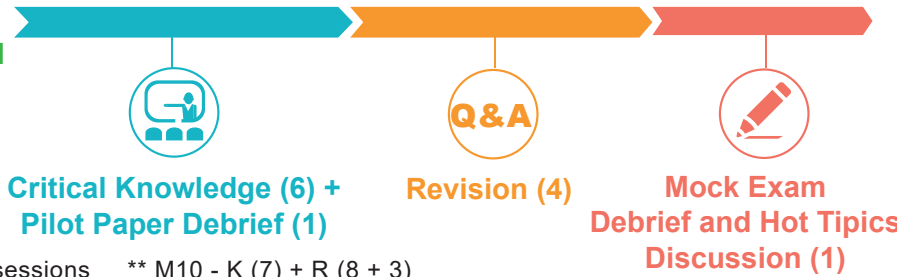 Q&A
Critical Knowledge (6) +
Pilot Paper Debrief (1)
Revision (4)
Mock Exam
Debrief and Hot Tipics
Discussion (1)
essions ** M10 - K (7) + R (8 + 3)